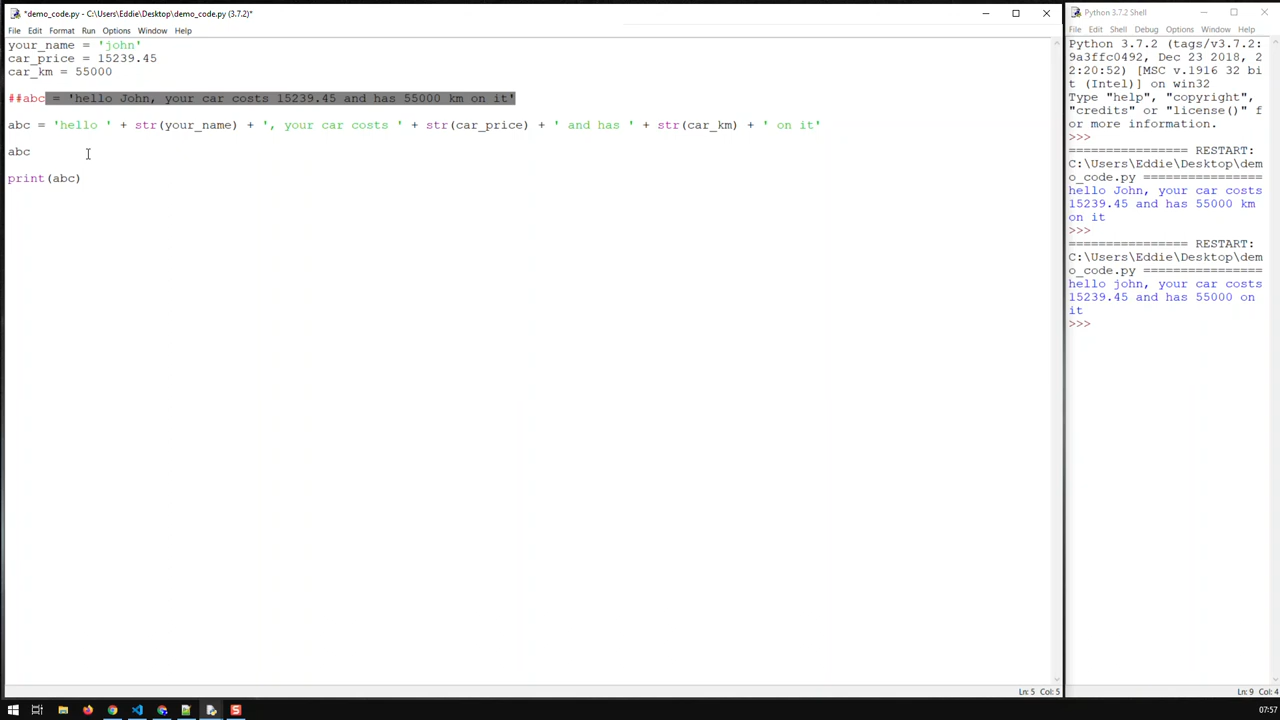 *demo_code.py - C:\Users\Eddie\Desktop\demo_code.py (3.7.2)*
File Edit Format Run Options Window Help
your_name = 'john'
car_price = 15239.45
car_km = 55000
##abc = 'hello John, your car costs 15239.45 and has 55000 km on it'
abc = 'hello ' + str(your_name) + ', your car costs ' + str(car_price) + ' and has ' + str(car_km) + ' on it'
abc
print(abc)
Ln: 5 Col: 5
Python 3.7.2 Shell
File Edit Shell Debug Options Window Help
Python 3.7.2 (tags/v3.7.2:
9a3ffc0492, Dec 23 2018, 2
2:20:52) [MSC v.1916 32 bi
t (Intel)] on win32
Type "help", "copyright",
"credits" or "license()" f
or more information.
>>>
================ RESTART:
C:\Users\Eddie\Desktop\dem
o_code.py ================
hello John, your car costs
15239.45 and has 55000 km
on it
>>>
================ RESTART:
C:\Users\Eddie\Desktop\dem
o_code.py ================
hello john, your car costs
15239.45 and has 55000 on
it
>>>
Ln: 9 Col: 4
07:57